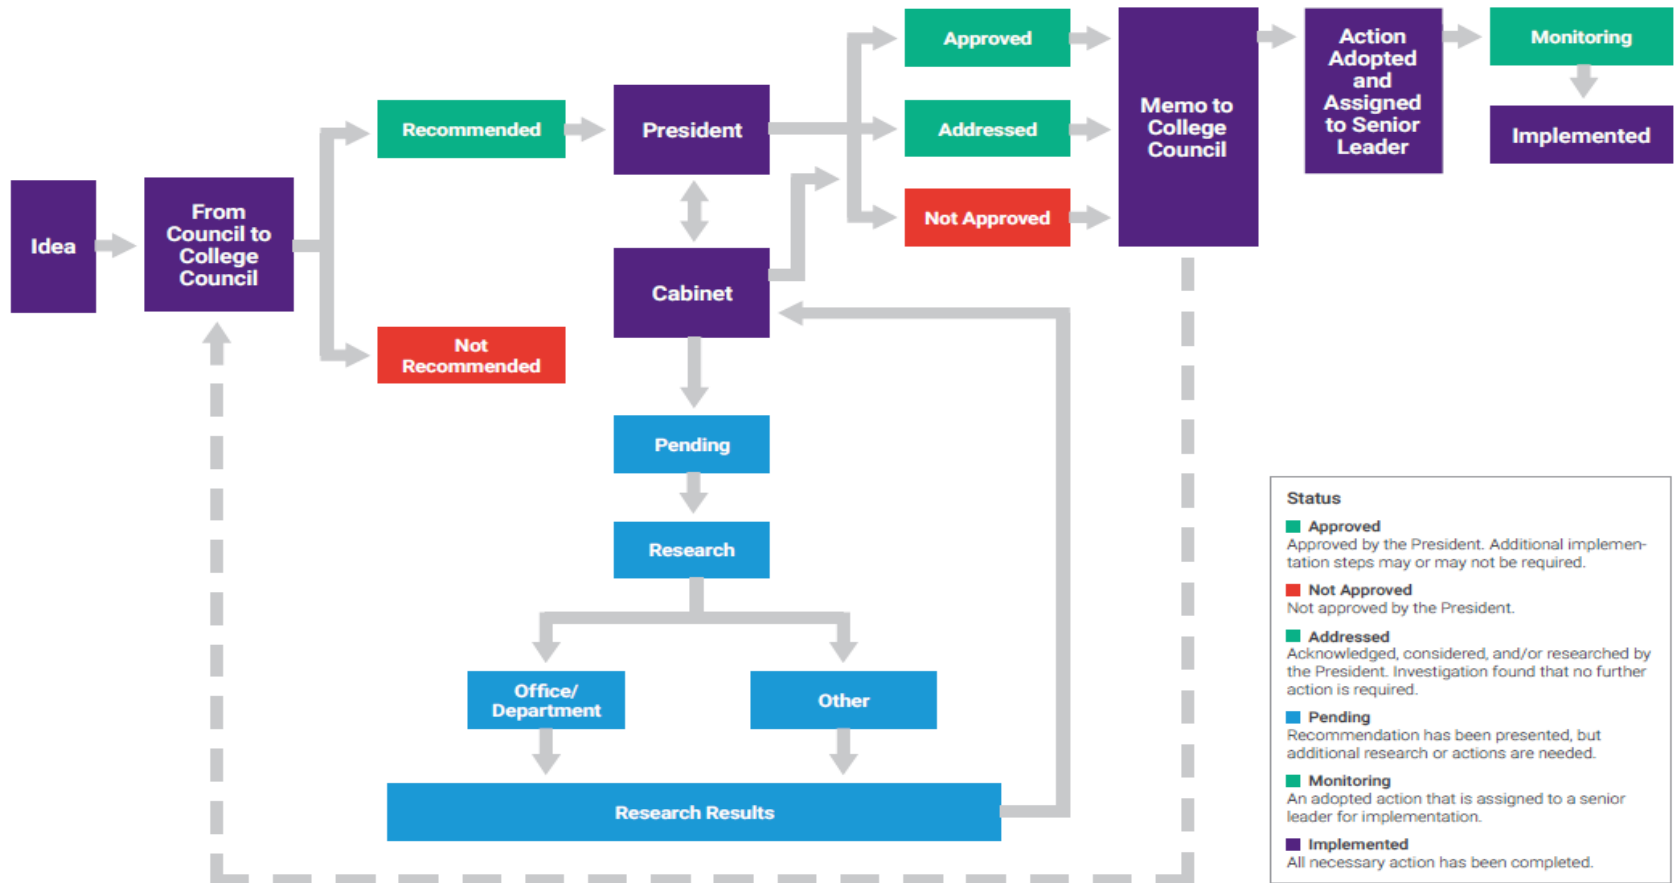 Idea
From
Council to
College
Council
Recommended
Not
Recommended
President
Cabinet
Pending
Research
Office/
Department
Other
Research Results
Approved
Addressed
Not Approved
Memo to
College
Council
Action
Adopted
and
Assigned
to Senior
Leader
Monitoring
Implemented
Status
Approved
Approved by the President. Additional implemen-
tation steps may or may not be required.
Not Approved
Not approved by the President.
Addressed
Acknowledged, considered, and/or researched by
the President. Investigation found that no further
action is required.
Pending
Recommendation has been presented, but
additional research or actions are needed.
Monitoring
An adopted action that is assigned to a senior
leader for implementation.
Implemented
All necessary action has been completed.